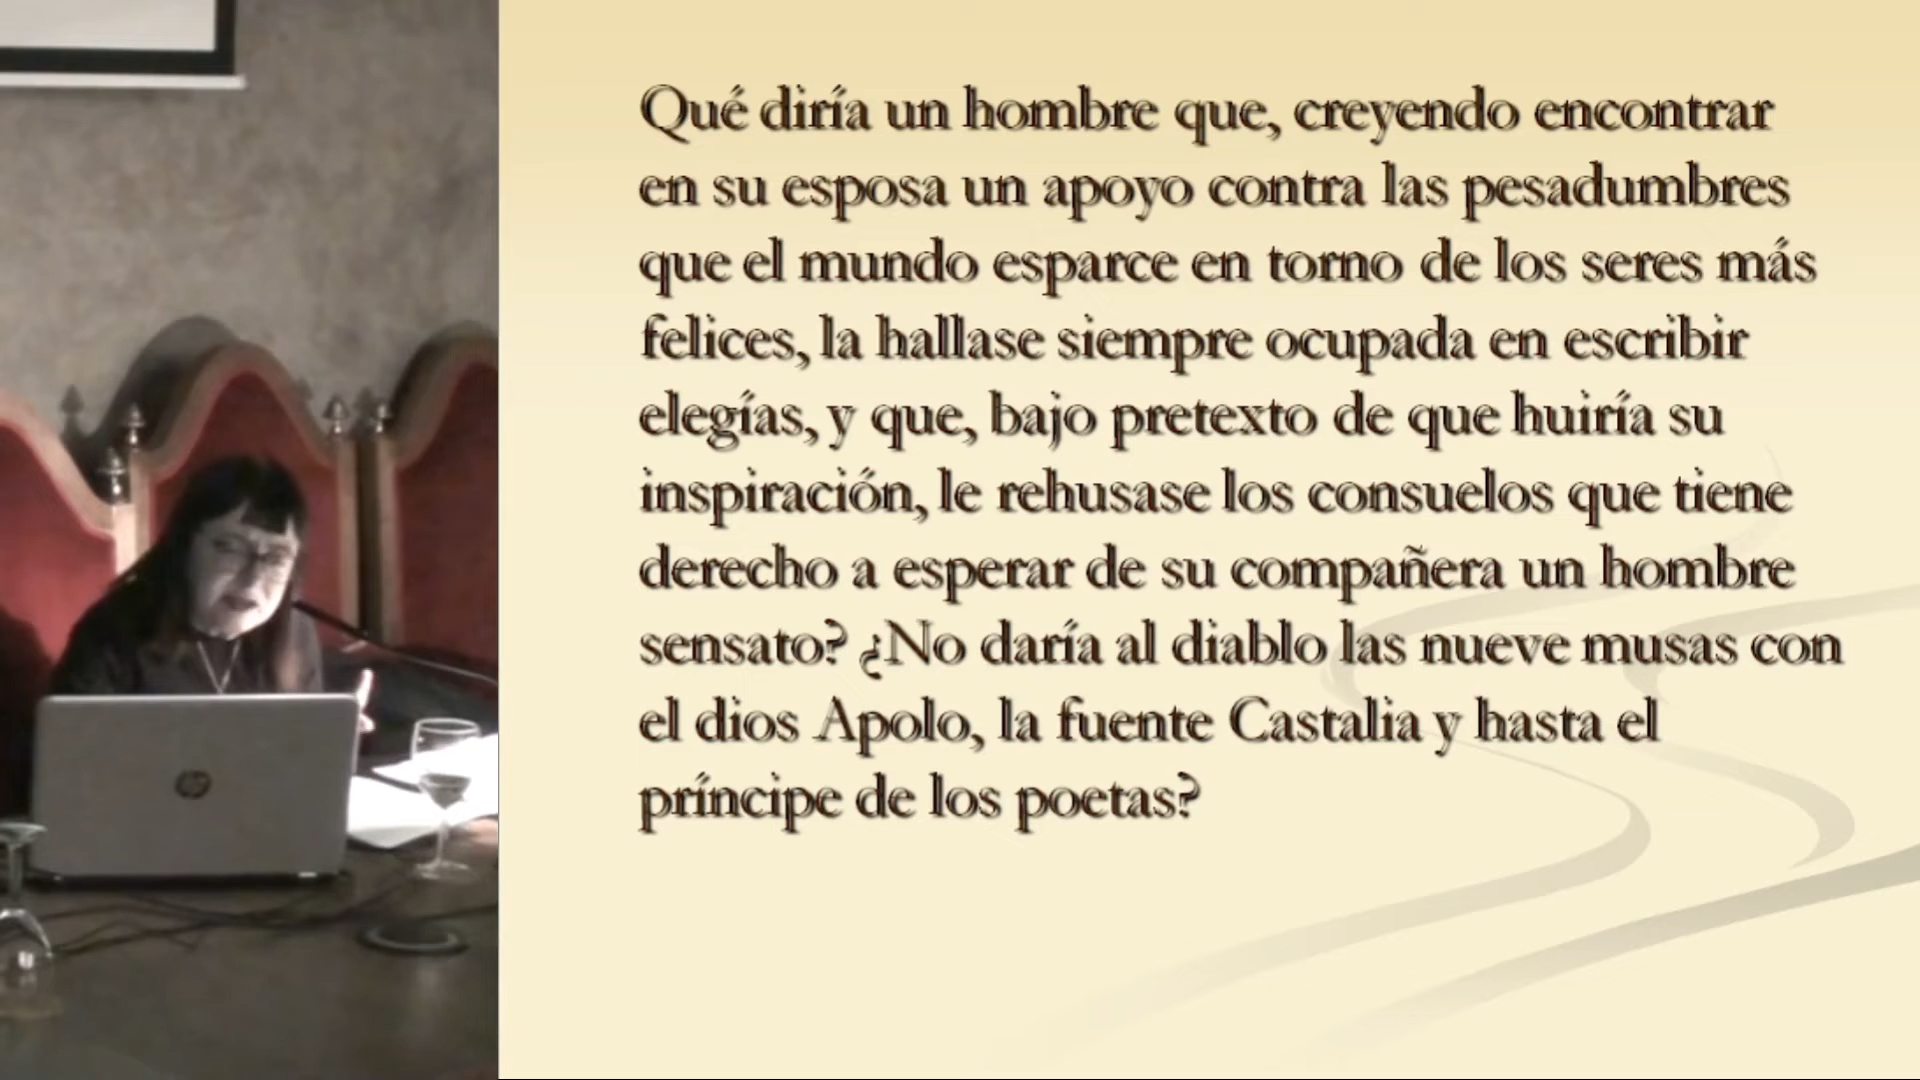 Qué diría un hombre que, creyendo encontrar
en su esposa un apoyo contra las pesadumbres
que el mundo esparce en torno de los seres más
felices, la hallase siempre ocupada en escribir
elegías, y que, bajo pretexto de que huiría su
inspiración, le rehusase los consuelos que tiene
derecho a esperar de su compañera un hombre
sensato? ¿No daría al diablo las nueve musas con
el dios Apolo, la fuente Castalia y hasta el
príncipe de los poetas?
hp